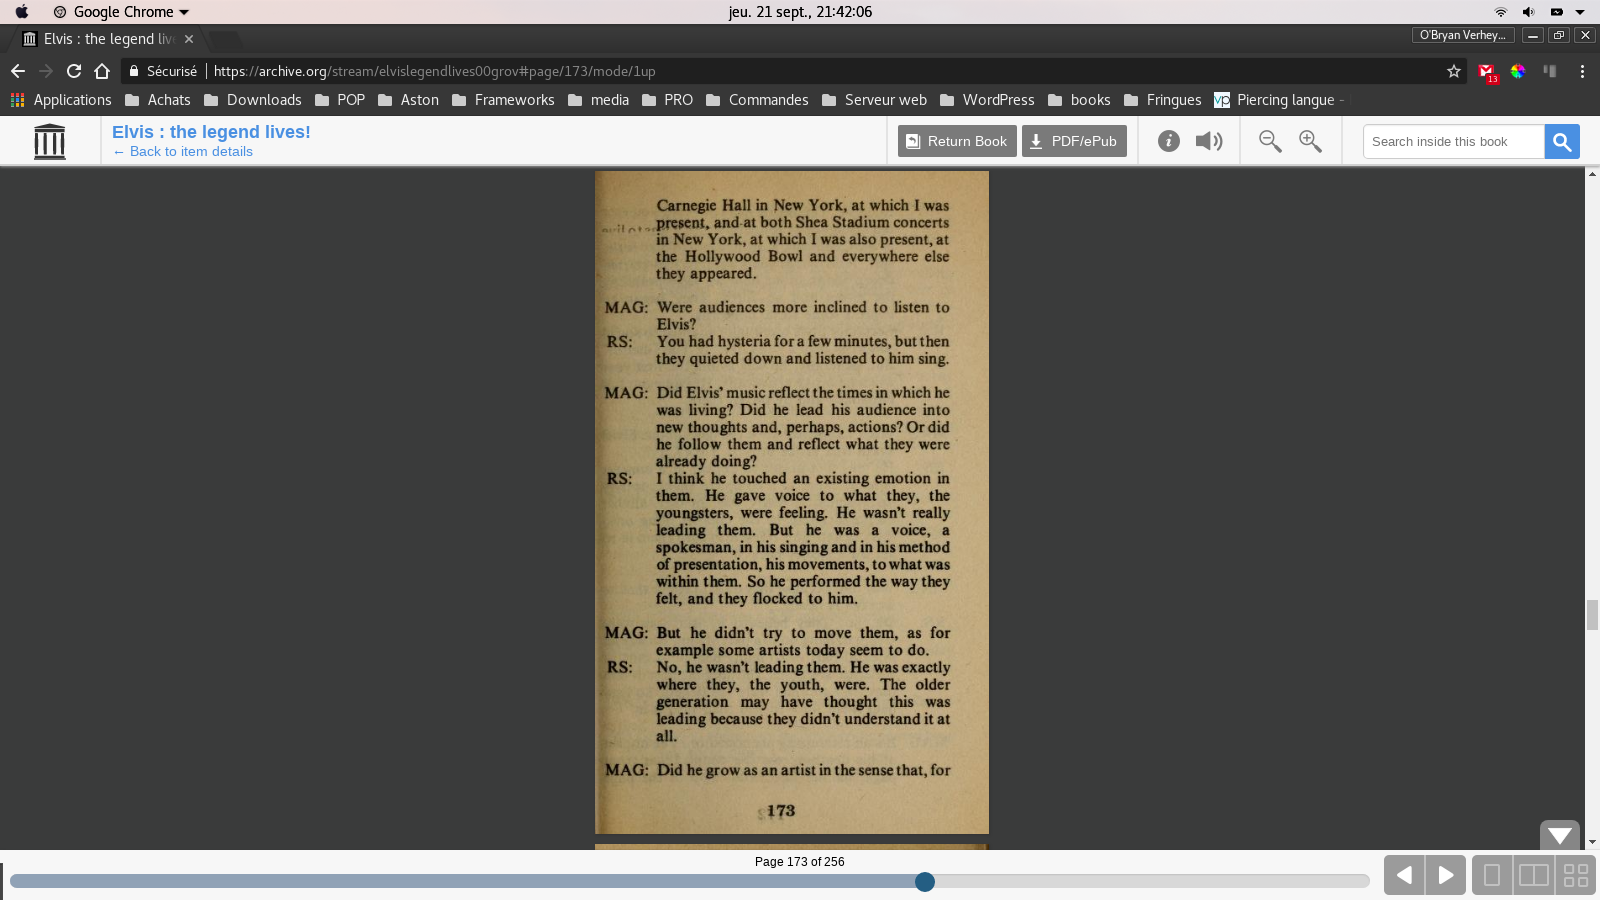 Google Chrome
jeu. 21 sept., 21:42:06
Elvis : the legend liv
O'Bryan Verhey...
Sécurisé
https://archive.org/stream/elvislegendlives00grov#page/173/mode/1up
13
Applications Achats Downloads POP Aston Frameworks media PRO Commandes Serveur web WordPress books Fringues vp Piercing langue -
Elvis : the legend lives!
← Back to item details
Return Book
PDF/ePub
Search inside this book
Carnegie Hall in New York, at which I was
present, and at both Shea Stadium concerts
in New York, at which I was also present, at
the Hollywood Bowl and everywhere else
they appeared.
MAG: Were audiences more inclined to listen to
Elvis?
RS: You had hysteria for a few minutes, but then
they quieted down and listened to him sing.
MAG: Did Elvis' music reflect the times in which he
was living? Did he lead his audience into
new thoughts and, perhaps, actions? Or did
he follow them and reflect what they were
already doing?
RS: I think he touched an existing emotion in
them. He gave voice to what they, the
youngsters, were feeling. He wasn't really
leading them. But he was a voice, a
spokesman, in his singing and in his method
of presentation, his movements, to what was
within them. So he performed the way they
felt, and they flocked to him.
MAG: But he didn't try to move them, as for
example some artists today seem to do.
RS: No, he wasn't leading them. He was exactly
where they, the youth, were. The older
generation may have thought this was
leading because they didn't understand it at
all.
MAG: Did he grow as an artist in the sense that, for
173
Page 173 of 256